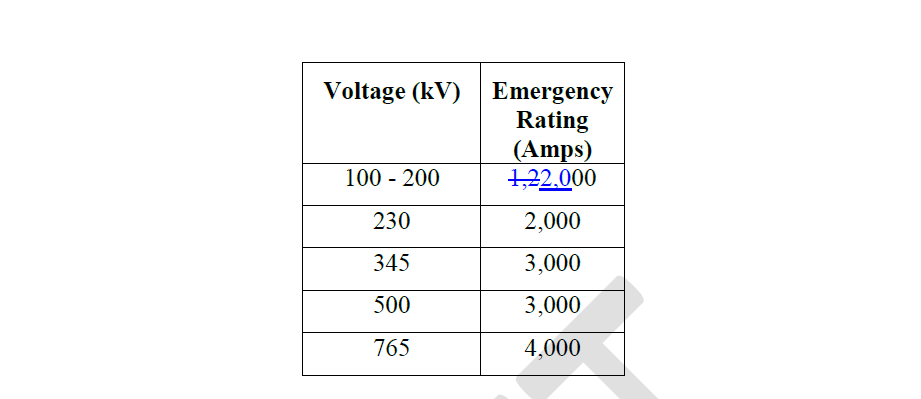 Voltage (kV) Emergency
Rating
(Amps)
100 - 200 1,22,000
230 2,000
345 3,000
500 3,000
765 4,000
T